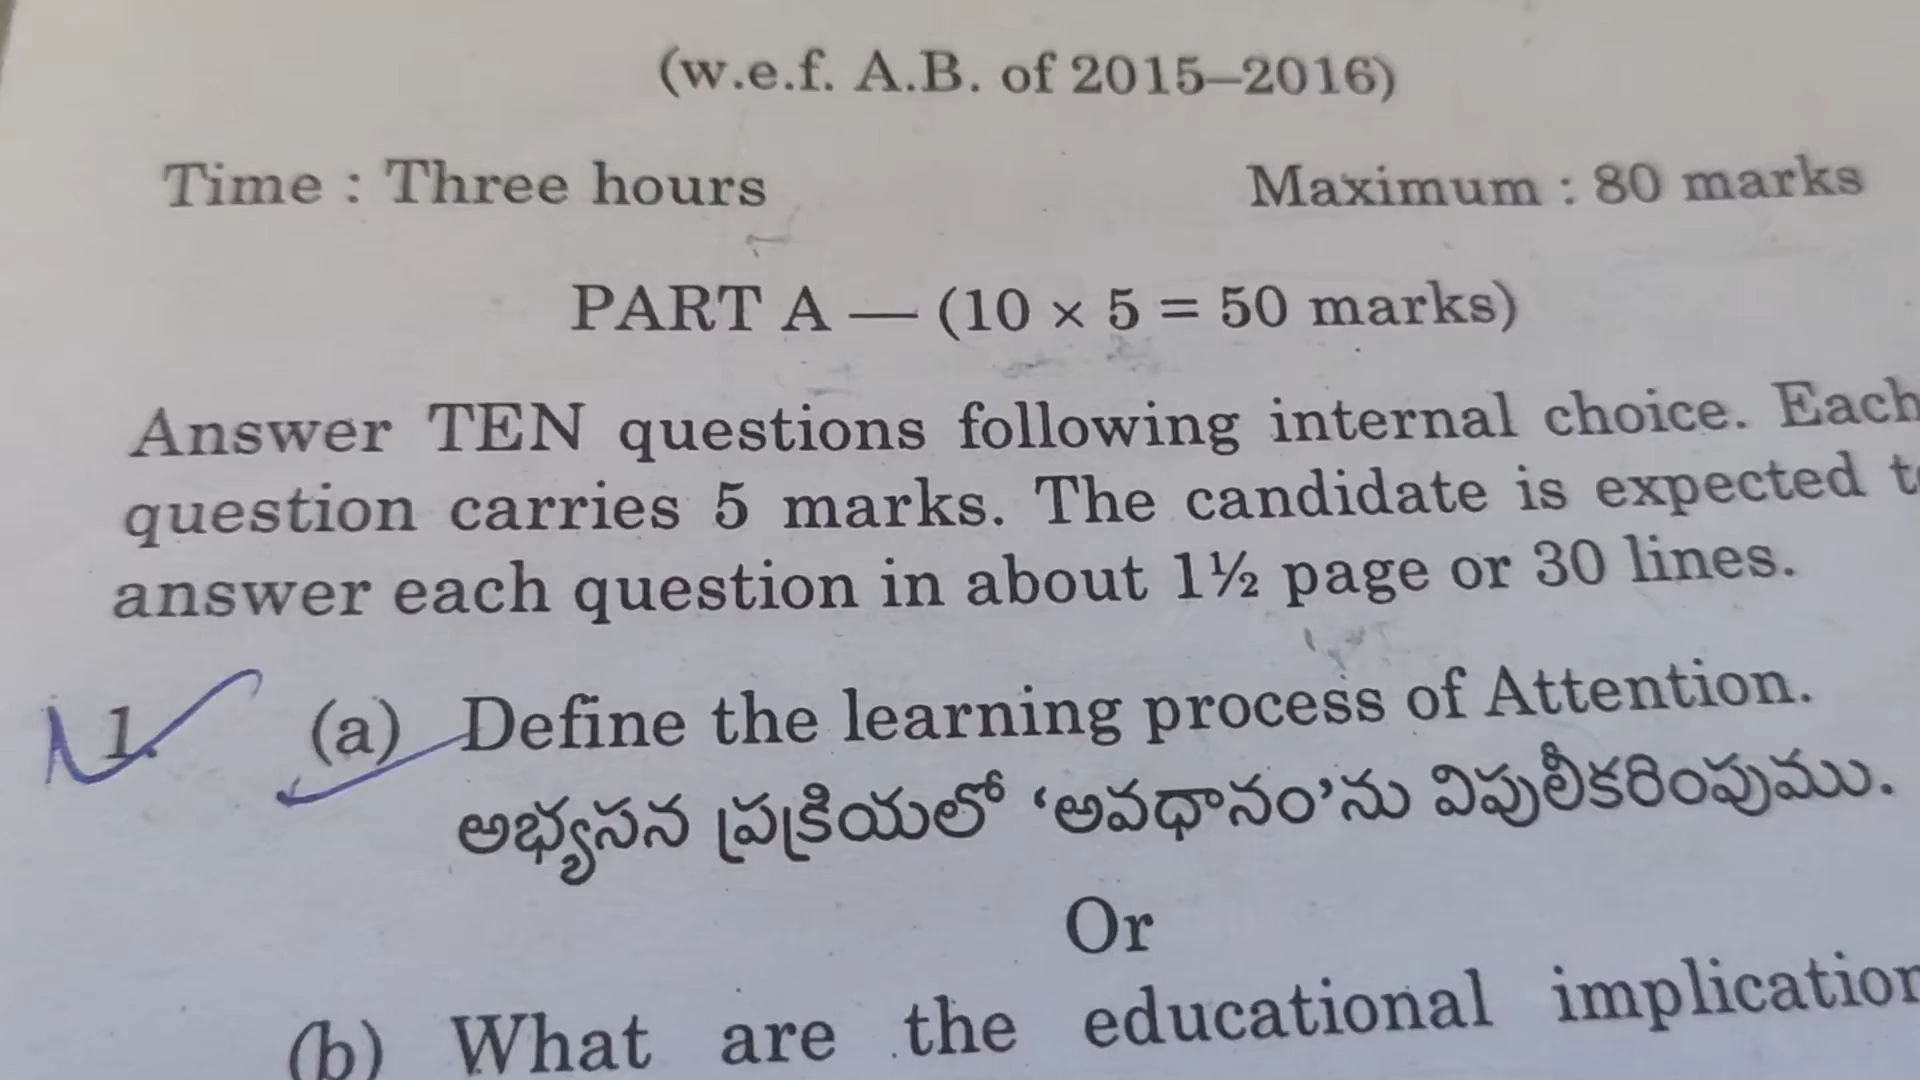 (w.e.f. A.B. of 2015–2016)
Time : Three hours Maximum : 80 marks
PART A — (10 × 5 = 50 marks)
Answer TEN questions following internal choice. Each
question carries 5 marks. The candidate is expected
answer each question in about 1½ page or 30 lines.
1. (a) Define the learning process of Attention.
అభ్యసన ప్రక్రియలో ‘అవధానం’ను విపులీకరింపుము.
Or
(b) What are the educational implication